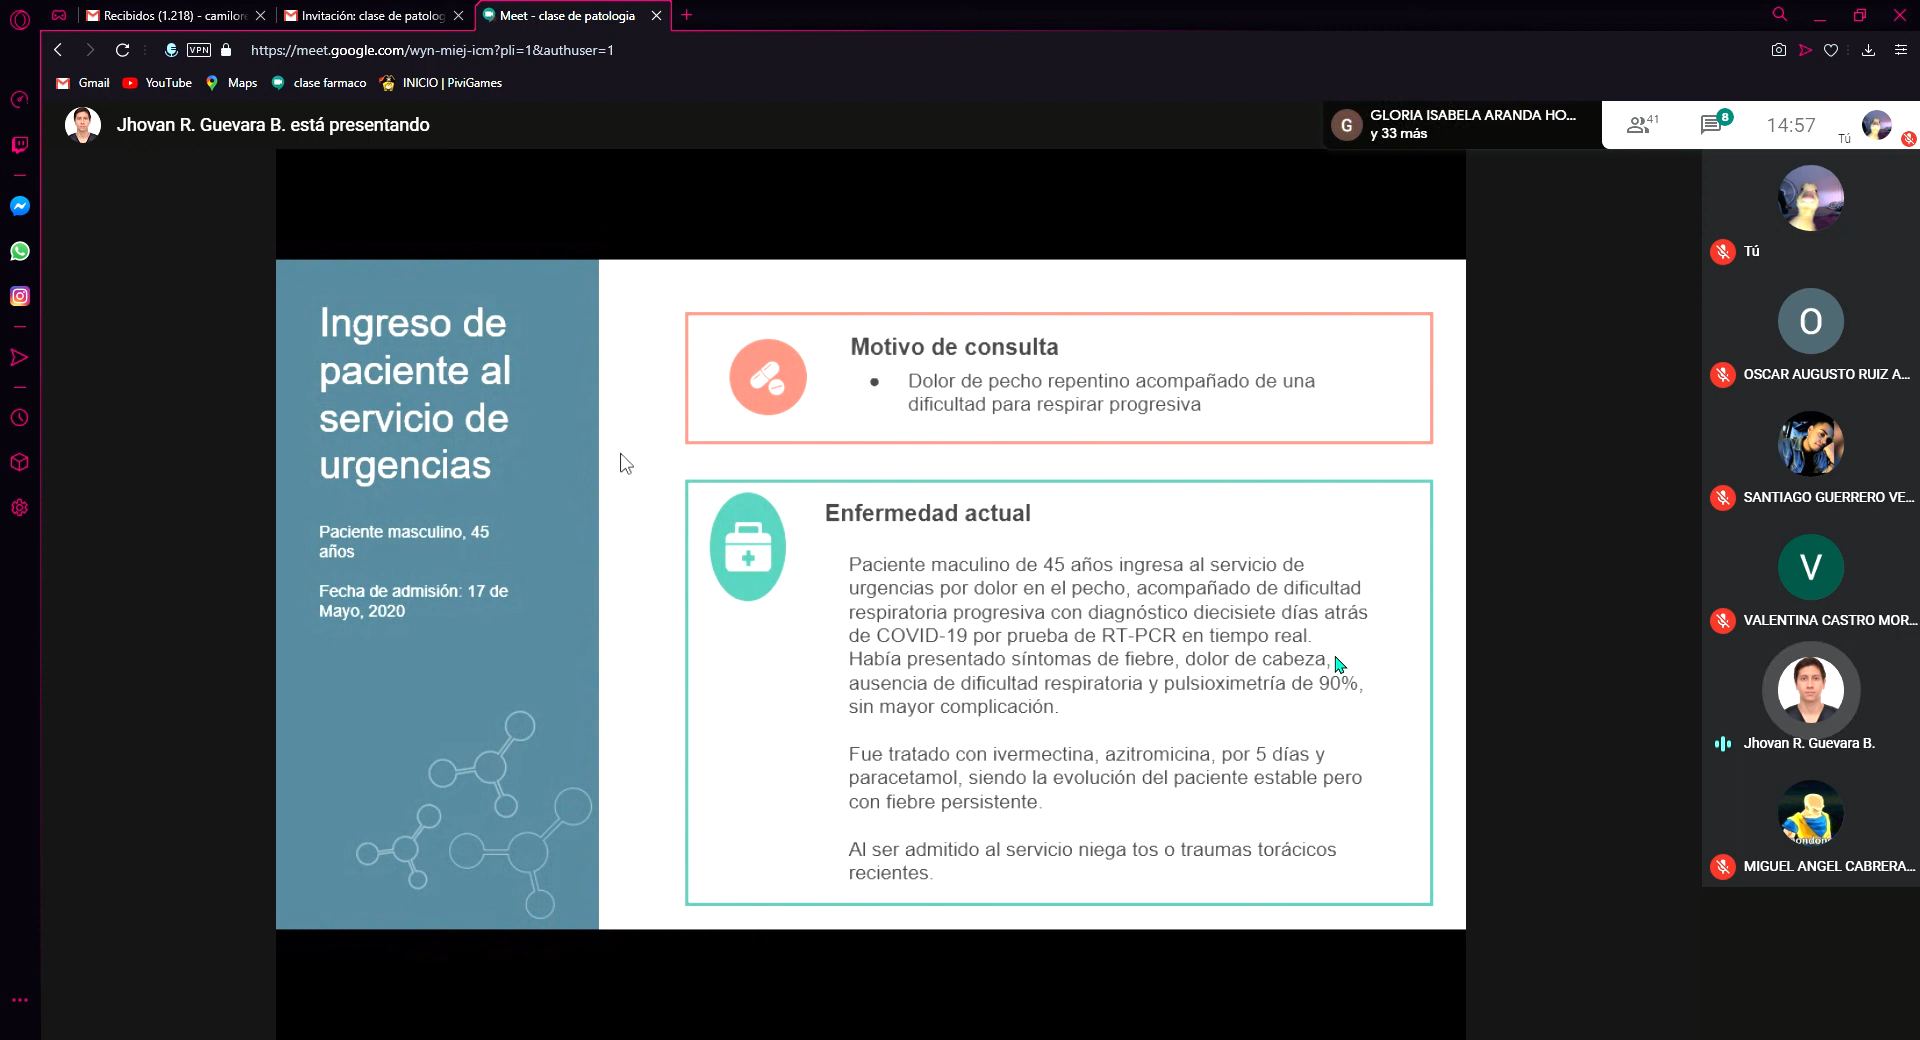 Recibidos (1.218) - camilore
Invitación: clase de patolog
Meet - clase de patologia
VPN
https://meet.google.com/wyn-miej-icm?pli=1&authuser=1
Gmail
YouTube
Maps
clase farmaco
INICIO | PiviGames
Jhovan R. Guevara B. está presentando
G
GLORIA ISABELA ARANDA HO...
y 33 más
41
8
14:57
Tú
Ingreso de
paciente al
servicio de
urgencias
Paciente masculino, 45
años
Fecha de admisión: 17 de
Mayo, 2020
Motivo de consulta
● Dolor de pecho repentino acompañado de una
dificultad para respirar progresiva
Enfermedad actual
Paciente maculino de 45 años ingresa al servicio de
urgencias por dolor en el pecho, acompañado de dificultad
respiratoria progresiva con diagnóstico diecisiete días atrás
de COVID-19 por prueba de RT-PCR en tiempo real.
Había presentado síntomas de fiebre, dolor de cabeza,
ausencia de dificultad respiratoria y pulsioximetría de 90%,
sin mayor complicación.
Fue tratado con ivermectina, azitromicina, por 5 días y
paracetamol, siendo la evolución del paciente estable pero
con fiebre persistente.
Al ser admitido al servicio niega tos o traumas torácicos
recientes.
Tú
O
OSCAR AUGUSTO RUIZ A...
SANTIAGO GUERRERO VE...
V
VALENTINA CASTRO MOR...
Jhovan R. Guevara B.
MIGUEL ANGEL CABRERA...